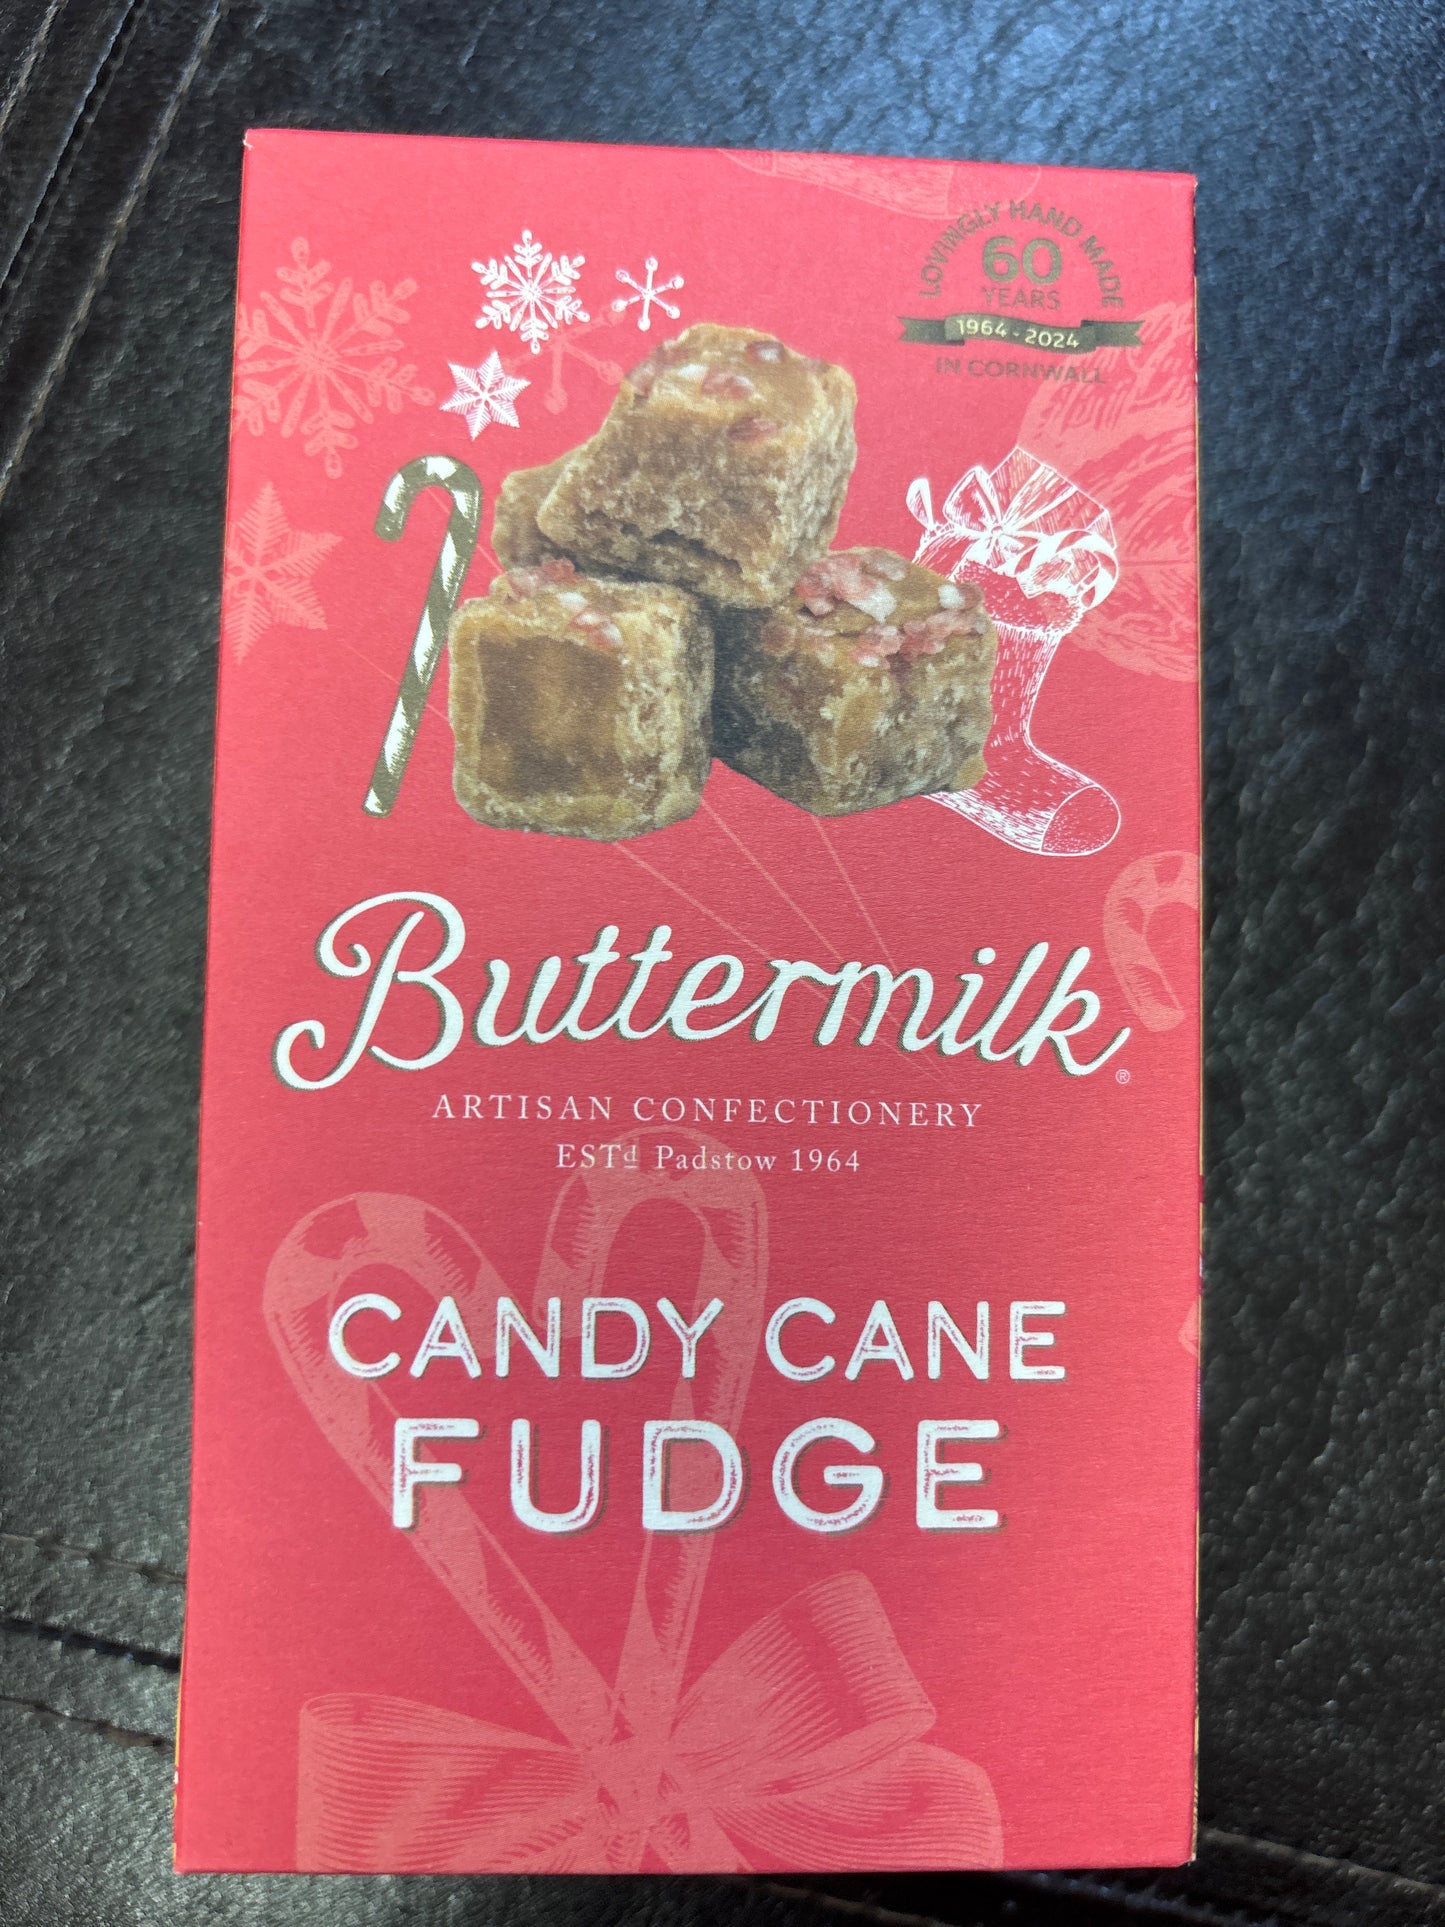 LOVINGLY HAND MADE
60
YEARS
1964 - 2024
IN CORNWALL
Buttermilk®
ARTISAN CONFECTIONERY
ESTd Padstow 1964
CANDY CANE
FUDGE